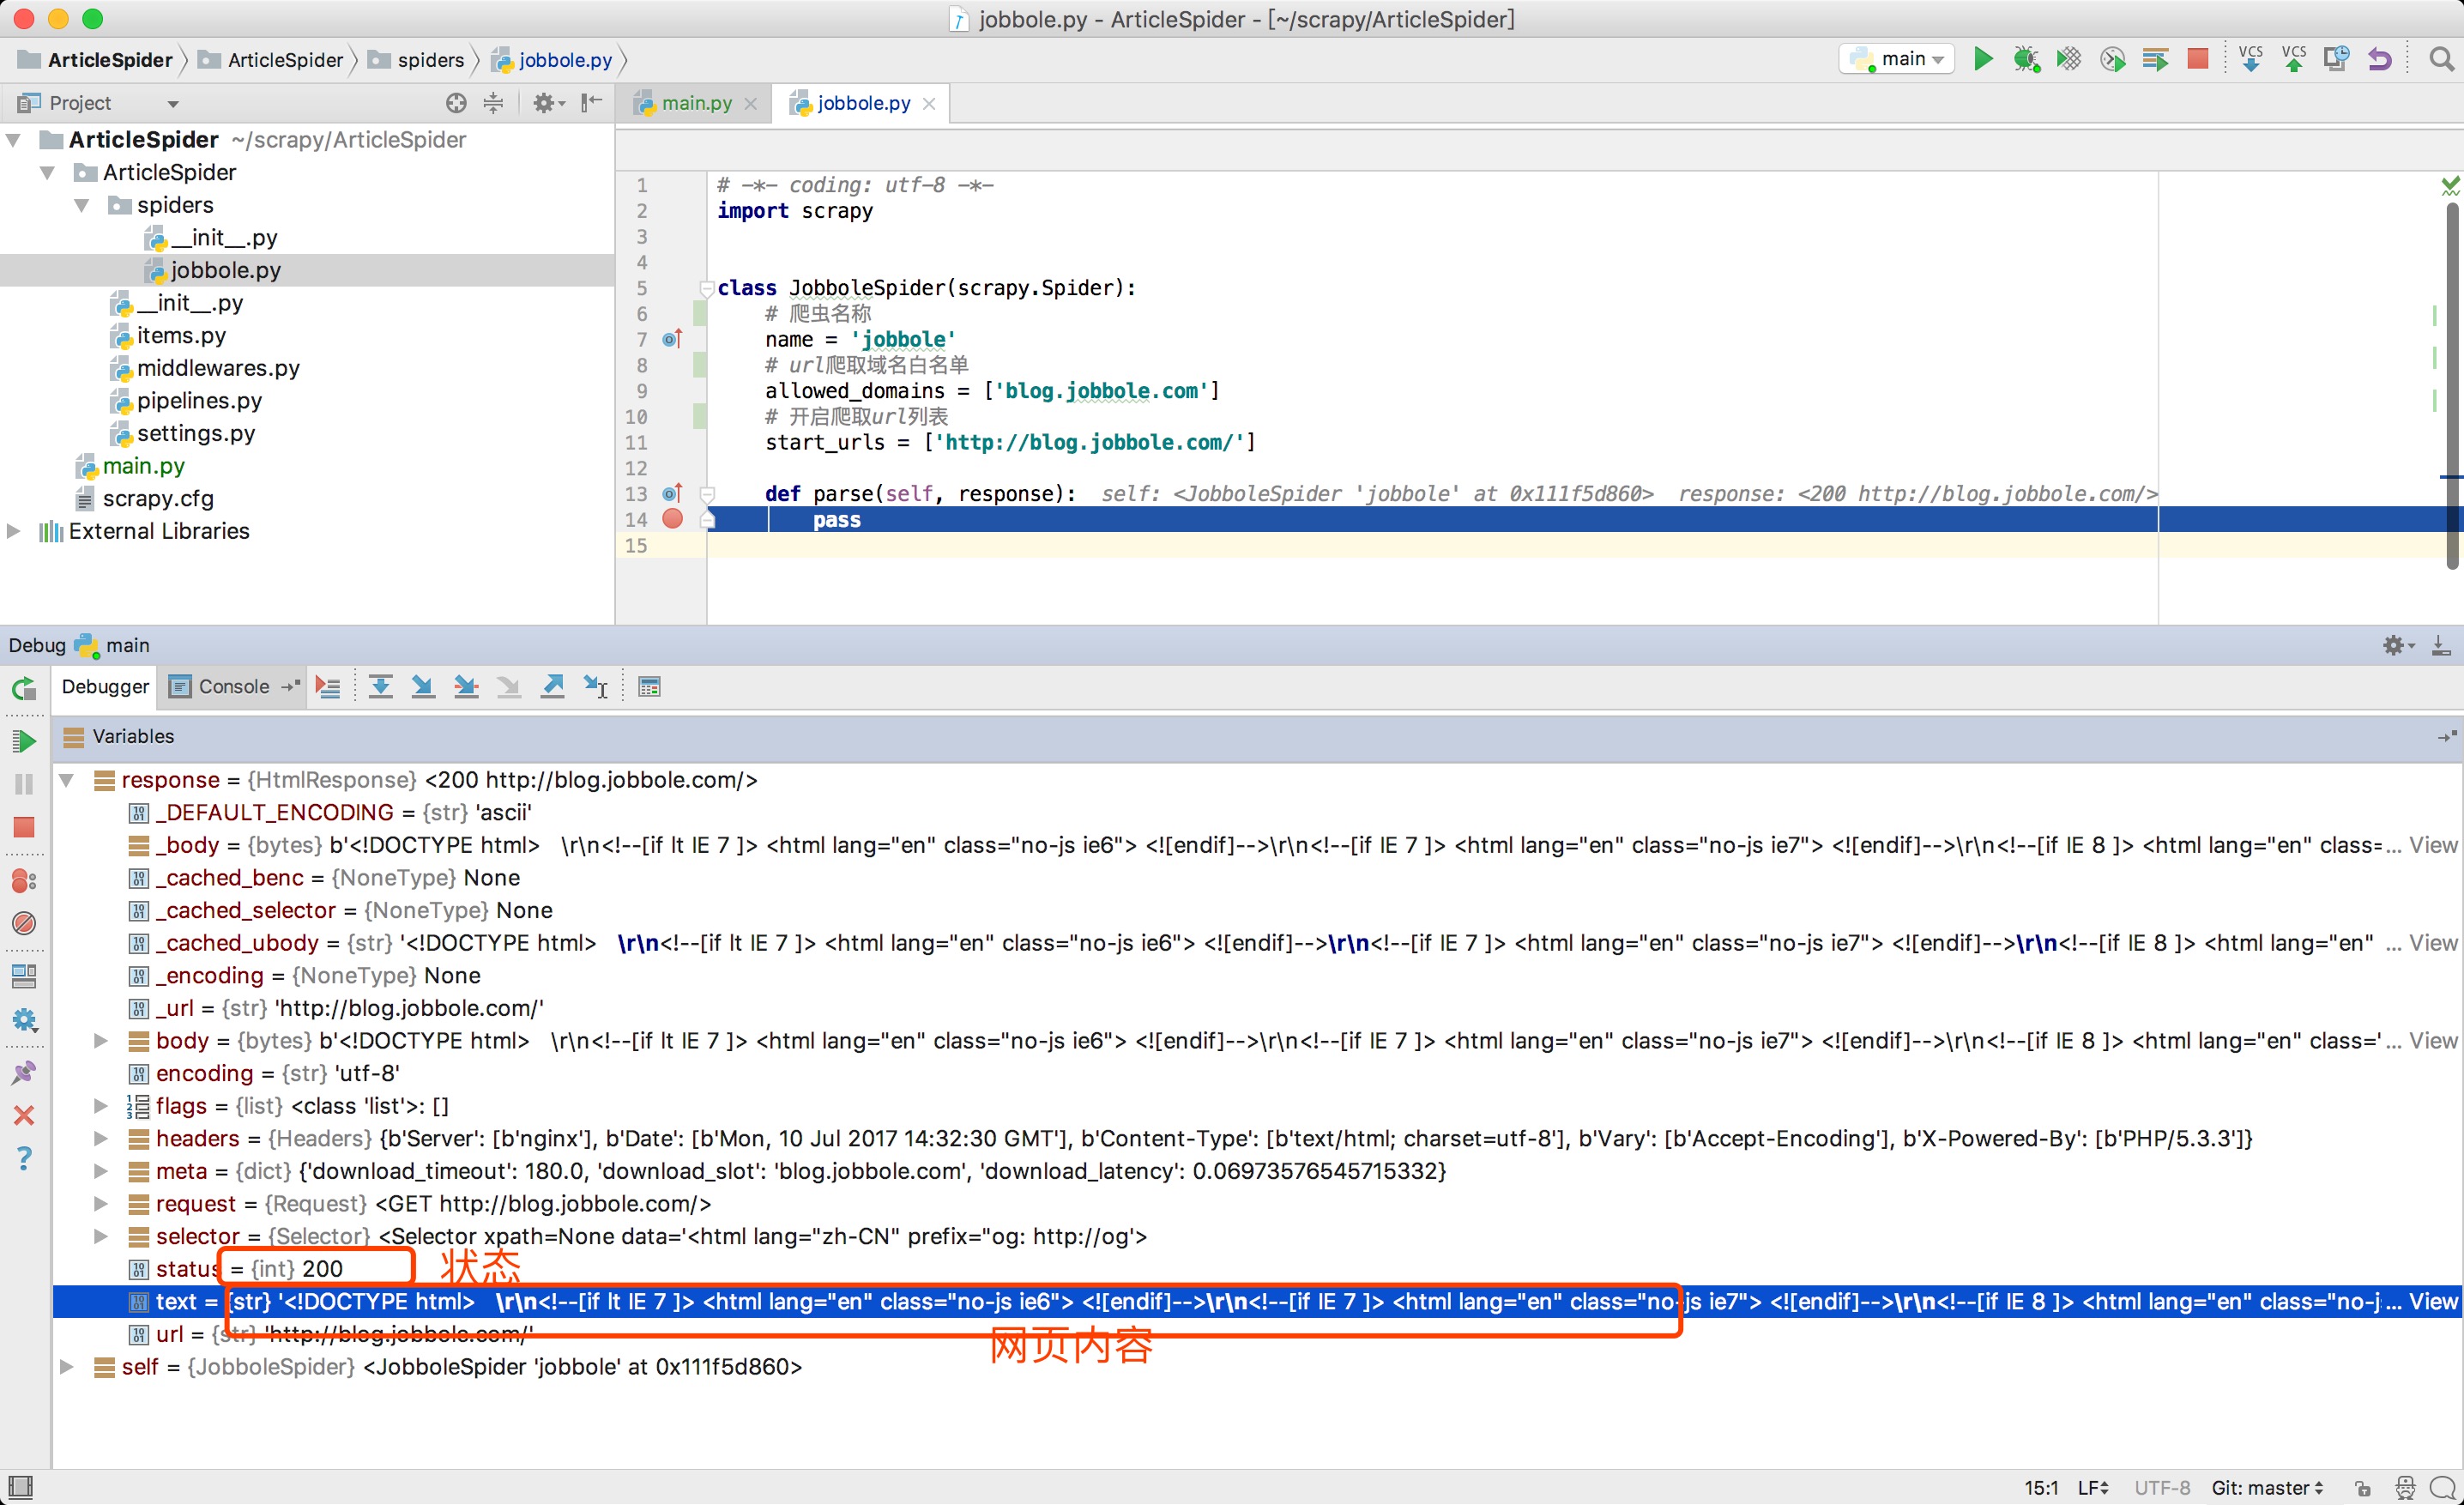 jobbole.py - ArticleSpider - [~/scrapy/ArticleSpider]
ArticleSpider ArticleSpider spiders jobbole.py
main VCS VCS
Project
main.py jobbole.py
ArticleSpider ~/scrapy/ArticleSpider
ArticleSpider
spiders
__init__.py
jobbole.py
__init__.py
items.py
middlewares.py
pipelines.py
settings.py
main.py
scrapy.cfg
External Libraries
1 # -*- coding: utf-8 -*-
2 import scrapy
3
4
5 class JobboleSpider(scrapy.Spider):
6 # 爬虫名称
7 name = 'jobbole'
8 # url爬取域名白名单
9 allowed_domains = ['blog.jobbole.com']
10 # 开启爬取url列表
11 start_urls = ['http://blog.jobbole.com/']
12
13 def parse(self, response): self: <JobboleSpider 'jobbole' at 0x111f5d860> response: <200 http://blog.jobbole.com/>
14 pass
15
Debug main
Debugger Console
Variables
response = {HtmlResponse} <200 http://blog.jobbole.com/>
_DEFAULT_ENCODING = {str} 'ascii'
_body = {bytes} b'<!DOCTYPE html> \r\n<!--[if lt IE 7 ]> <html lang="en" class="no-js ie6"> <![endif]-->\r\n<!--[if IE 7 ]> <html lang="en" class="no-js ie7"> <![endif]-->\r\n<!--[if IE 8 ]> <html lang="en" class=... View
_cached_benc = {NoneType} None
_cached_selector = {NoneType} None
_cached_ubody = {str} '<!DOCTYPE html> \r\n<!--[if lt IE 7 ]> <html lang="en" class="no-js ie6"> <![endif]-->\r\n<!--[if IE 7 ]> <html lang="en" class="no-js ie7"> <![endif]-->\r\n<!--[if IE 8 ]> <html lang="en" ... View
_encoding = {NoneType} None
_url = {str} 'http://blog.jobbole.com/'
body = {bytes} b'<!DOCTYPE html> \r\n<!--[if lt IE 7 ]> <html lang="en" class="no-js ie6"> <![endif]-->\r\n<!--[if IE 7 ]> <html lang="en" class="no-js ie7"> <![endif]-->\r\n<!--[if IE 8 ]> <html lang="en" class='... View
encoding = {str} 'utf-8'
flags = {list} <class 'list'>: []
headers = {Headers} {b'Server': [b'nginx'], b'Date': [b'Mon, 10 Jul 2017 14:32:30 GMT'], b'Content-Type': [b'text/html; charset=utf-8'], b'Vary': [b'Accept-Encoding'], b'X-Powered-By': [b'PHP/5.3.3']}
meta = {dict} {'download_timeout': 180.0, 'download_slot': 'blog.jobbole.com', 'download_latency': 0.06973576545715332}
request = {Request} <GET http://blog.jobbole.com/>
selector = {Selector} <Selector xpath=None data='<html lang="zh-CN" prefix="og: http://og'>
status = {int} 200 状态
text = {str} '<!DOCTYPE html> \r\n<!--[if lt IE 7 ]> <html lang="en" class="no-js ie6"> <![endif]-->\r\n<!--[if IE 7 ]> <html lang="en" class="no-js ie7"> <![endif]-->\r\n<!--[if IE 8 ]> <html lang="en" class="no-j... View
url = {str} 'http://blog.jobbole.com/'
网页内容
self = {JobboleSpider} <JobboleSpider 'jobbole' at 0x111f5d860>
15:1 LF UTF-8 Git: master